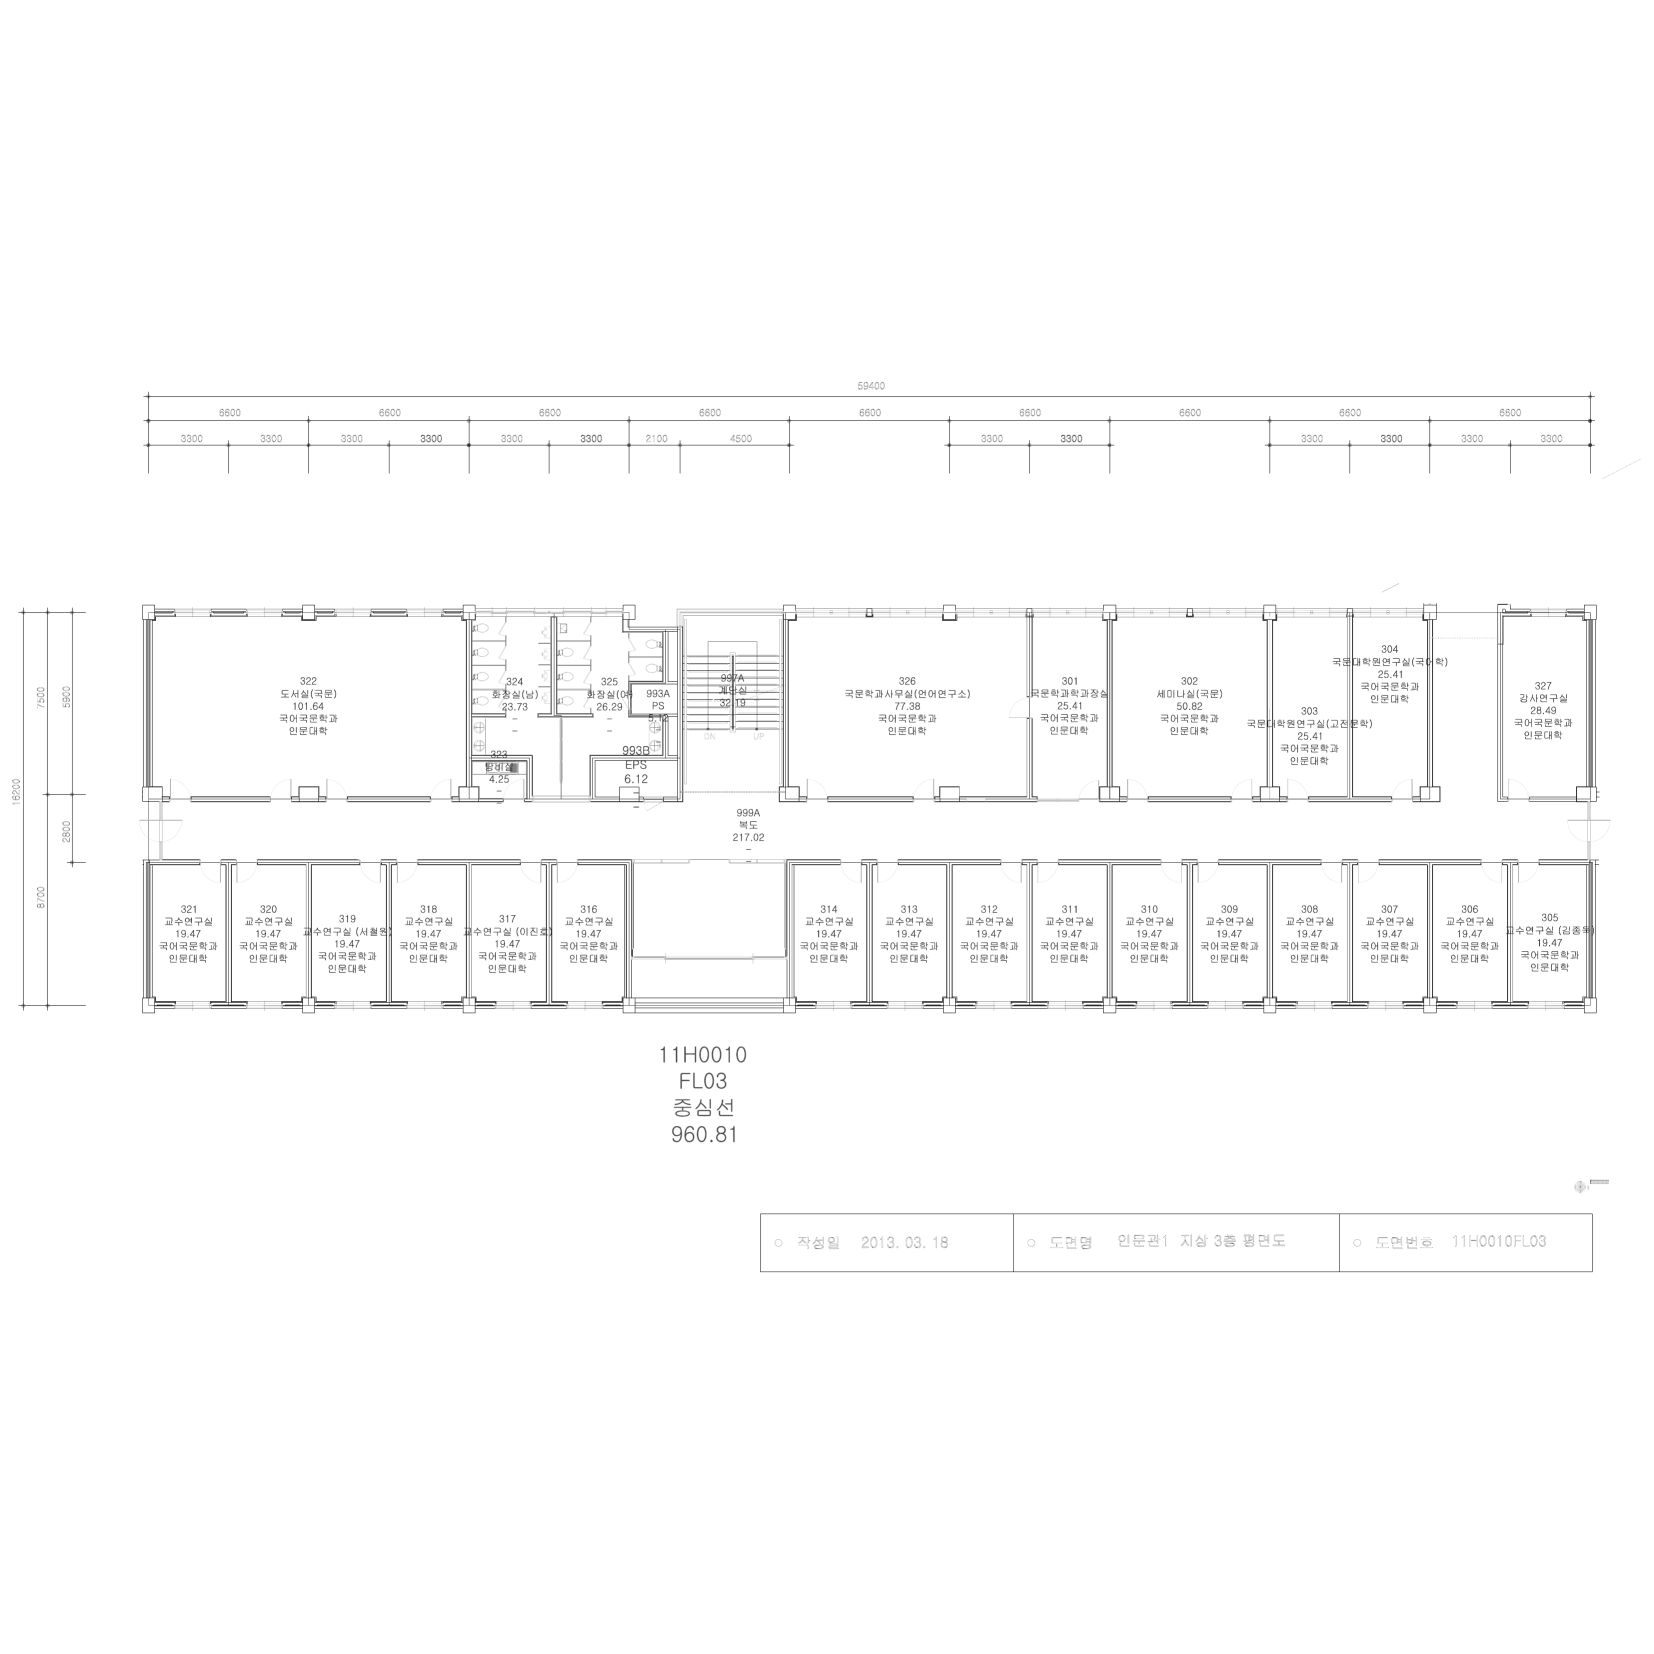 59400
6600 6600 6600 6600 6600 6600 6600 6600 6600
3300 3300 3300 3300 3300 3300 2100 4500 3300 3300 3300 3300 3300 3300
16200
7500
8700
5900
2800
322
도서실(국문)
101.64
국어국문학과
인문대학
324
화장실(남)
23.73
–
325
화장실(여)
26.29
–
993A
PS
5.12
323
탕비실
4.25
–
993B
EPS
6.12
–
997A
계단실
32.19
–
DN UP
326
국문학과사무실(언어연구소)
77.38
국어국문학과
인문대학
301
국문학과학과장실
25.41
국어국문학과
인문대학
302
세미나실(국문)
50.82
국어국문학과
인문대학
303
국문대학원연구실(고전문학)
25.41
국어국문학과
인문대학
304
국문대학원연구실(국어학)
25.41
국어국문학과
인문대학
327
강사연구실
28.49
국어국문학과
인문대학
999A
복도
217.02
–
321
교수연구실
19.47
국어국문학과
인문대학
320
교수연구실
19.47
국어국문학과
인문대학
319
교수연구실 (서철원)
19.47
국어국문학과
인문대학
318
교수연구실
19.47
국어국문학과
인문대학
317
교수연구실 (이진호)
19.47
국어국문학과
인문대학
316
교수연구실
19.47
국어국문학과
인문대학
314
교수연구실
19.47
국어국문학과
인문대학
313
교수연구실
19.47
국어국문학과
인문대학
312
교수연구실
19.47
국어국문학과
인문대학
311
교수연구실
19.47
국어국문학과
인문대학
310
교수연구실
19.47
국어국문학과
인문대학
309
교수연구실
19.47
국어국문학과
인문대학
308
교수연구실
19.47
국어국문학과
인문대학
307
교수연구실
19.47
국어국문학과
인문대학
306
교수연구실
19.47
국어국문학과
인문대학
305
교수연구실 (김종욱)
19.47
국어국문학과
인문대학
11H0010
FL03
중심선
960.81
○ 작성일 2013. 03. 18 ○ 도면명 인문관1 지상 3층 평면도 ○ 도면번호 11H0010FL03